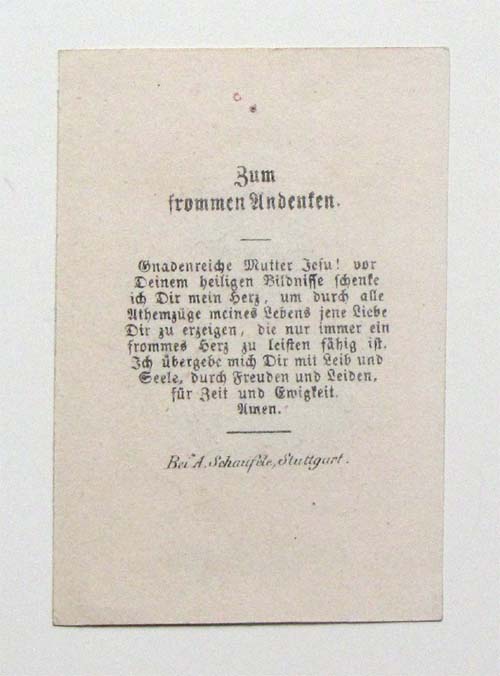 Zum
frommen Andenken.
Gnadenreiche Mutter Jesu! vor
Deinem heiligen Bildnisse schenke
ich Dir mein Herz, um durch alle
Athemzüge meines Lebens jene Liebe
Dir zu erzeigen, die nur immer ein
frommes Herz zu leisten fähig ist.
Ich übergebe mich Dir mit Leib und
Seele, durch Freuden und Leiden,
für Zeit und Ewigkeit.
Amen.
Bei A. Schaufele, Stuttgart.